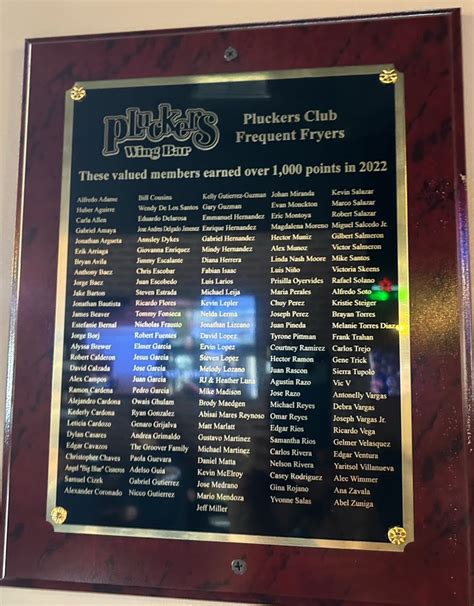 Pluckers
Wing Bar
Pluckers Club
Frequent Fryers
These valued members earned over 1,000 points in 2022
Alfredo Adame
Huber Aguirre
Carla Allen
Gabriel Amaya
Jonathan Argueta
Erik Arriaga
Bryan Avila
Anthony Baez
Jorge Baez
Jake Barton
Jonathan Bautista
James Beaver
Estefanie Bernal
Jorge Borj
Alyssa Brewer
Robert Calderon
David Calzada
Alex Campos
Ramon Cardena
Alejandro Cardona
Kederly Cardona
Leticia Cardozo
Dylan Casares
Edgar Cavazos
Christopher Chaves
Angel "Big Blue" Cisneros
Samuel Cizek
Alexander Coronado
Bill Cousins
Wendy De Los Santos
Eduardo Delarosa
Jose Andres Delgado Jimenez
Annsley Dykes
Giovanna Enriquez
Jimmy Escalante
Chris Escobar
Juan Escobedo
Steven Estrada
Ricardo Flores
Tommy Fonseca
Nicholas Frausto
Robert Fuentes
Elmer Garcia
Jesus Garcia
Jose Garcia
Juan Garcia
Pedro Garcia
Owais Ghulam
Ryan Gonzalez
Genaro Grijalva
Andrea Grimaldo
The Groover Family
Paola Guevara
Adelso Guia
Gabriel Gutierrez
Nicco Gutierrez
Kelly Gutierrez-Guzman
Gary Guzman
Emmanuel Hernandez
Enrique Hernandez
Gabriel Hernandez
Mindy Hernandez
Diana Herrera
Fabian Isaac
Luis Larios
Michael Leija
Kevin Lepler
Nelda Lerma
Jonathan Lizcano
David Lopez
Ervis Lopez
Steven Lopez
Melody Lozano
RJ & Heather Luna
Mike Madison
Brody Maedgen
Abisai Mares Reynoso
Matt Marlatt
Gustavo Martinez
Michael Martinez
Daniel Matta
Kevin McElroy
Jose Medrano
Mario Mendoza
Jeff Miller
Johan Miranda
Evan Monckton
Eric Montoya
Magdalena Moreno
Hector Muniz
Alex Munoz
Linda Nash Moore
Luis Niño
Prisilla Oyervides
Maria Perales
Chuy Perez
Joseph Perez
Juan Pineda
Tyrone Pittman
Courtney Ramirez
Hector Ramon
Juan Rascon
Agustin Razo
Jose Razo
Michael Reyes
Omar Reyes
Edgar Rios
Samantha Rios
Carlos Rivera
Nelson Rivera
Casey Rodriguez
Gina Rojano
Yvonne Salas
Kevin Salazar
Marco Salazar
Robert Salazar
Miguel Salcedo Jr.
Gilbert Salmeron
Victor Salmeron
Mike Santos
Victoria Skeens
Rafael Solano
Alfredo Soto
Kristie Steiger
Brayan Torres
Melanie Torres Diaz
Frank Trahan
Carlos Trejo
Gene Trick
Sierra Tupolo
Vic V
Antonelly Vargas
Debra Vargas
Joseph Vargas Jr.
Ricardo Vega
Gelmer Velasquez
Edgar Ventura
Yaritsol Villanueva
Alec Wimmer
Ana Zavala
Abel Zuniga